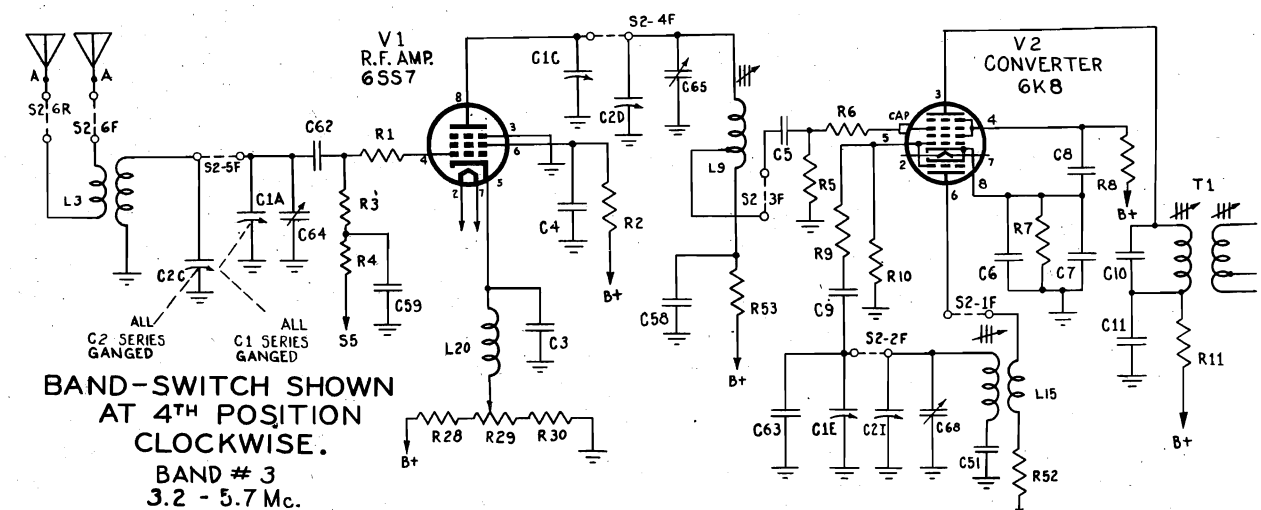 A
A
S2 6R
S2 6F
L3
S2-5F
C2C
C1A
C64
C62
R1
R3
R4
C59
S5
ALL
C2 SERIES
GANGED
ALL
C1 SERIES
GANGED
V1
R.F. AMP.
6SS7
8
3
6
4
5
2
7
L20
C3
R28
R29
R30
B+
C4
R2
B+
C1C
S2-4F
C2D
C65
L9
C58
R53
B+
S2 3F
C5
R5
R6
CAP
V2
CONVERTER
6K8
3
4
5
2
7
8
6
R9
C9
R10
C63
C1E
S2-2F
C2I
C68
C51
S2-1F
L15
R52
C6
R7
C7
C8
R8
B+
T1
C10
C11
R11
B+
BAND-SWITCH SHOWN
AT 4TH POSITION
CLOCKWISE.
BAND # 3
3.2 - 5.7 Mc.